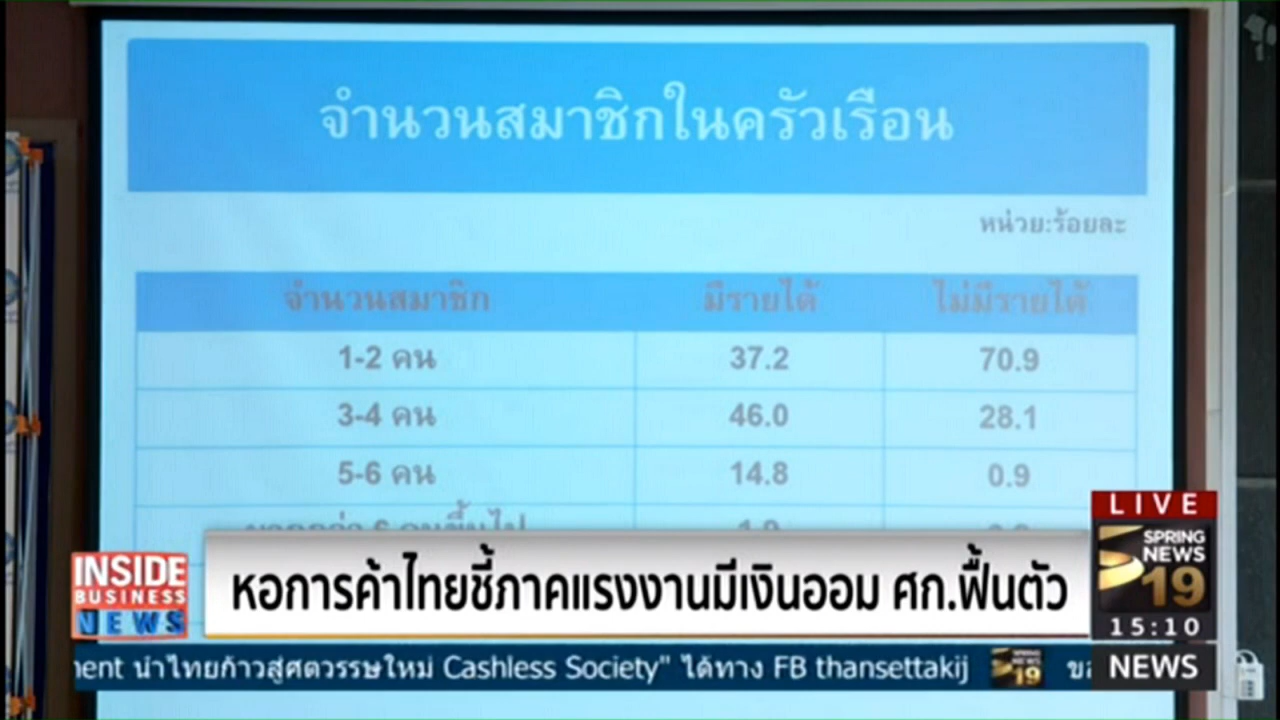 จำนวนสมาชิกในครัวเรือน
หน่วย:ร้อยละ
จำนวนสมาชิก มีรายได้ ไม่มีรายได้
1-2 คน 37.2 70.9
3-4 คน 46.0 28.1
5-6 คน 14.8 0.9
LIVE
SPRING
NEWS
19
15:10
NEWS
INSIDE
BUSINESS
NEWS
หอการค้าไทยชี้ภาคแรงงานมีเงินออม ศก.ฟื้นตัว
นำไทยก้าวสู่ศตวรรษใหม่ Cashless Society" ได้ทาง FB thansettakij SPRING NEWS 19